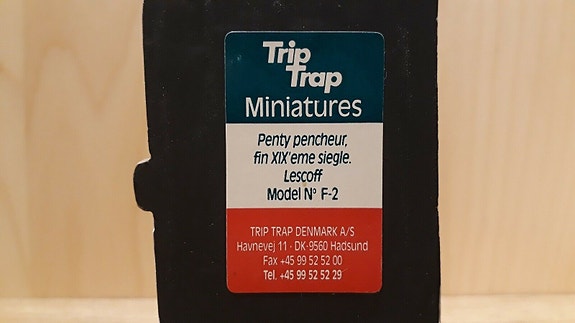 Trip
Trap
Miniatures
Penty pencheur,
fin XIX'eme siegle.
Lescoff
Model Nº F-2
TRIP TRAP DENMARK A/S
Havnevej 11 · DK-9560 Hadsund
Fax +45 99 52 52 00
Tel. +45 99 52 52 29